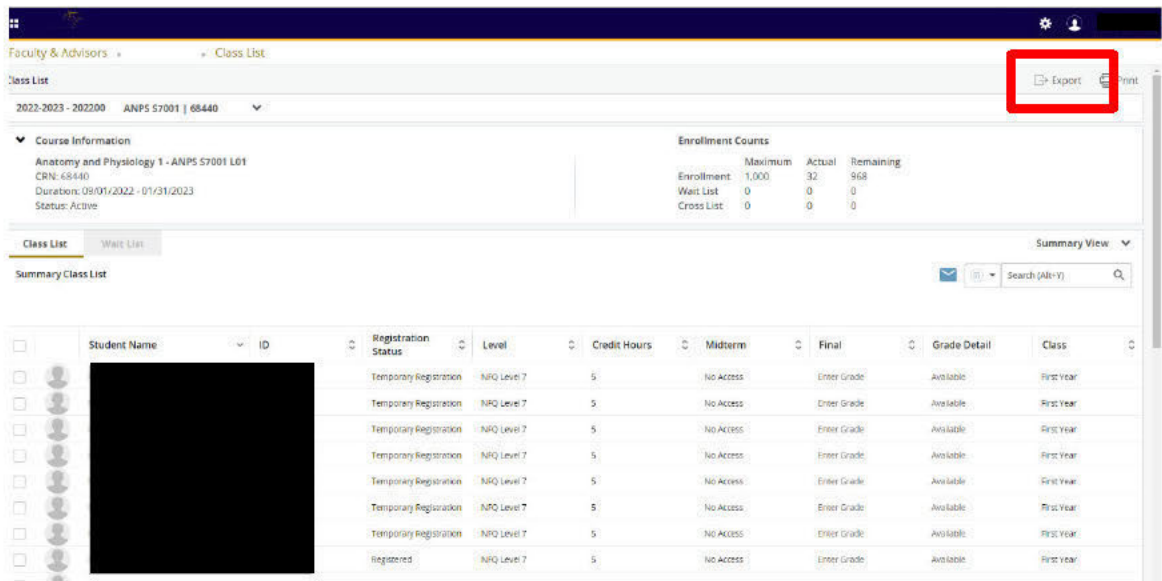 Faculty & Advisors • • Class List
Class List
Export Print
2022-2023 - 202200 ANPS S7001 | 68440
Course Information
Enrollment Counts
Anatomy and Physiology 1 - ANPS S7001 L01
Maximum Actual Remaining
CRN: 68440
Enrollment 1,000 32 968
Duration: 09/01/2022 - 01/31/2023
Wait List 0 0 0
Status: Active
Cross List 0 0 0
Class List Wait List Summary View
Summary Class List
Search (Alt+Y)
Student Name ID Registration Status Level Credit Hours Midterm Final Grade Detail Class
Temporary Registration NFQ Level 7 5 No Access Enter Grade Available First Year
Temporary Registration NFQ Level 7 5 No Access Enter Grade Available First Year
Temporary Registration NFQ Level 7 5 No Access Enter Grade Available First Year
Temporary Registration NFQ Level 7 5 No Access Enter Grade Available First Year
Temporary Registration NFQ Level 7 5 No Access Enter Grade Available First Year
Temporary Registration NFQ Level 7 5 No Access Enter Grade Available First Year
Temporary Registration NFQ Level 7 5 No Access Enter Grade Available First Year
Registered NFQ Level 7 5 No Access Enter Grade Available First Year